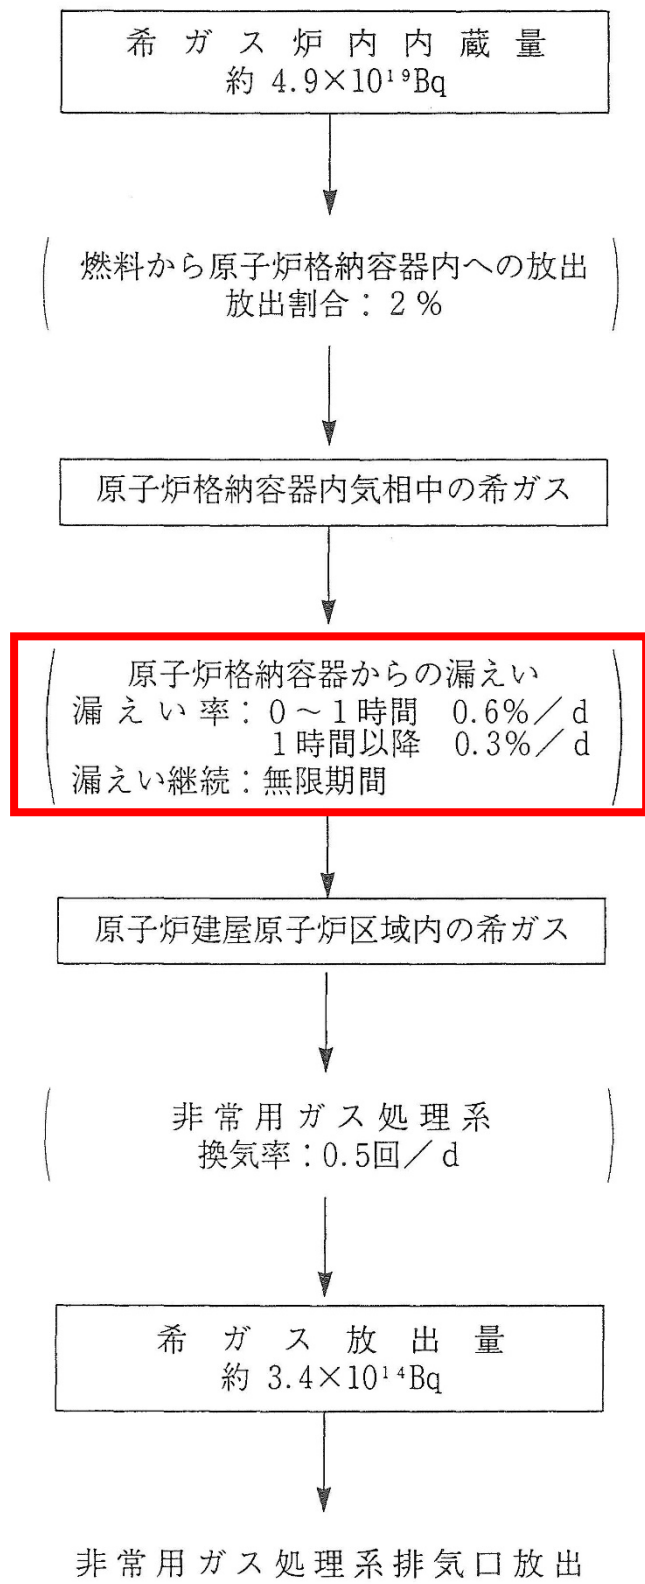 希ガス炉内内蔵量
約 4.9×10¹⁹Bq
燃料から原子炉格納容器内への放出
放出割合：2％
原子炉格納容器内気相中の希ガス
原子炉格納容器からの漏えい
漏えい率：0～1時間 0.6%／d
1時間以降 0.3%／d
漏えい継続：無限期間
原子炉建屋原子炉区域内の希ガス
非常用ガス処理系
換気率：0.5回／d
希ガス放出量
約 3.4×10¹⁴Bq
非常用ガス処理系排気口放出